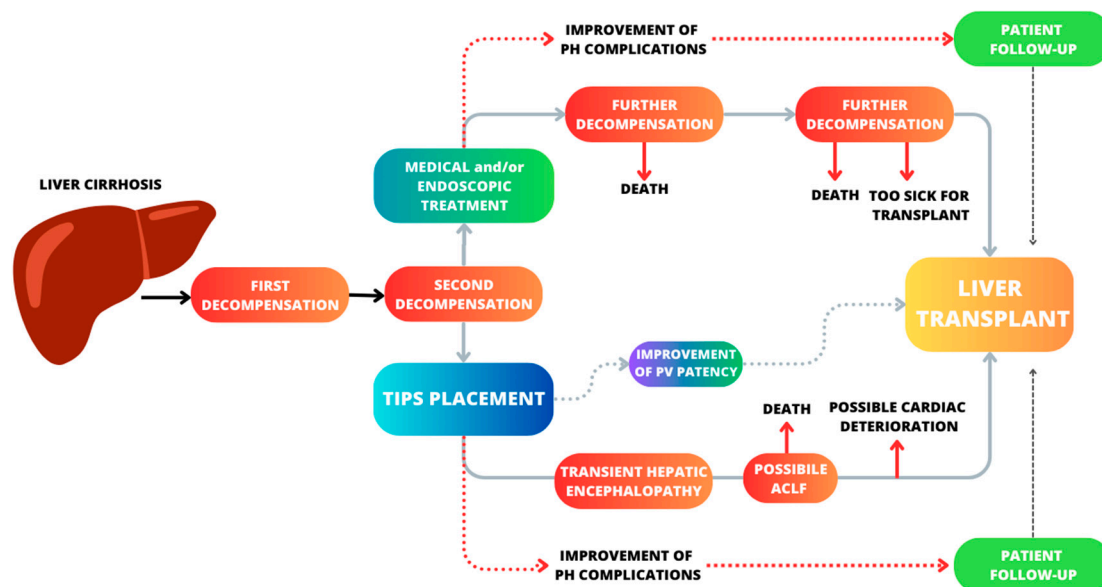 IMPROVEMENT OF
PH COMPLICATIONS
PATIENT
FOLLOW-UP
FURTHER
DECOMPENSATION
FURTHER
DECOMPENSATION
MEDICAL and/or
ENDOSCOPIC
TREATMENT
DEATH
DEATH
TOO SICK FOR
TRANSPLANT
LIVER CIRRHOSIS
FIRST
DECOMPENSATION
SECOND
DECOMPENSATION
LIVER
TRANSPLANT
IMPROVEMENT
OF PV PATENCY
TIPS PLACEMENT
DEATH
POSSIBLE CARDIAC
DETERIORATION
TRANSIENT HEPATIC
ENCEPHALOPATHY
POSSIBILE
ACLF
IMPROVEMENT OF
PH COMPLICATIONS
PATIENT
FOLLOW-UP